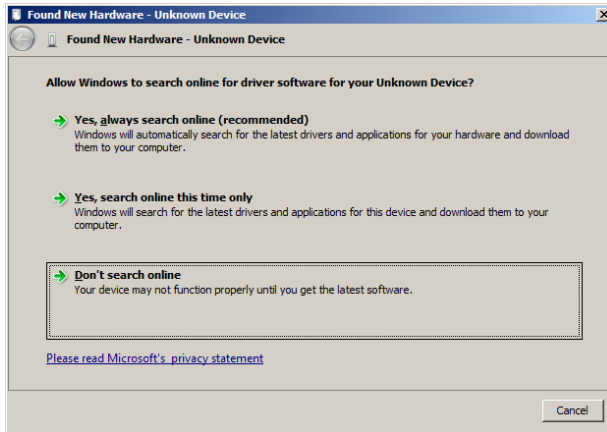 Found New Hardware - Unknown Device
Found New Hardware - Unknown Device
Allow Windows to search online for driver software for your Unknown Device?
Yes, always search online (recommended)
Windows will automatically search for the latest drivers and applications for your hardware and download
them to your computer.
Yes, search online this time only
Windows will search for the latest drivers and applications for this device and download them to your
computer.
Don't search online
Your device may not function properly until you get the latest software.
Please read Microsoft's privacy statement
Cancel